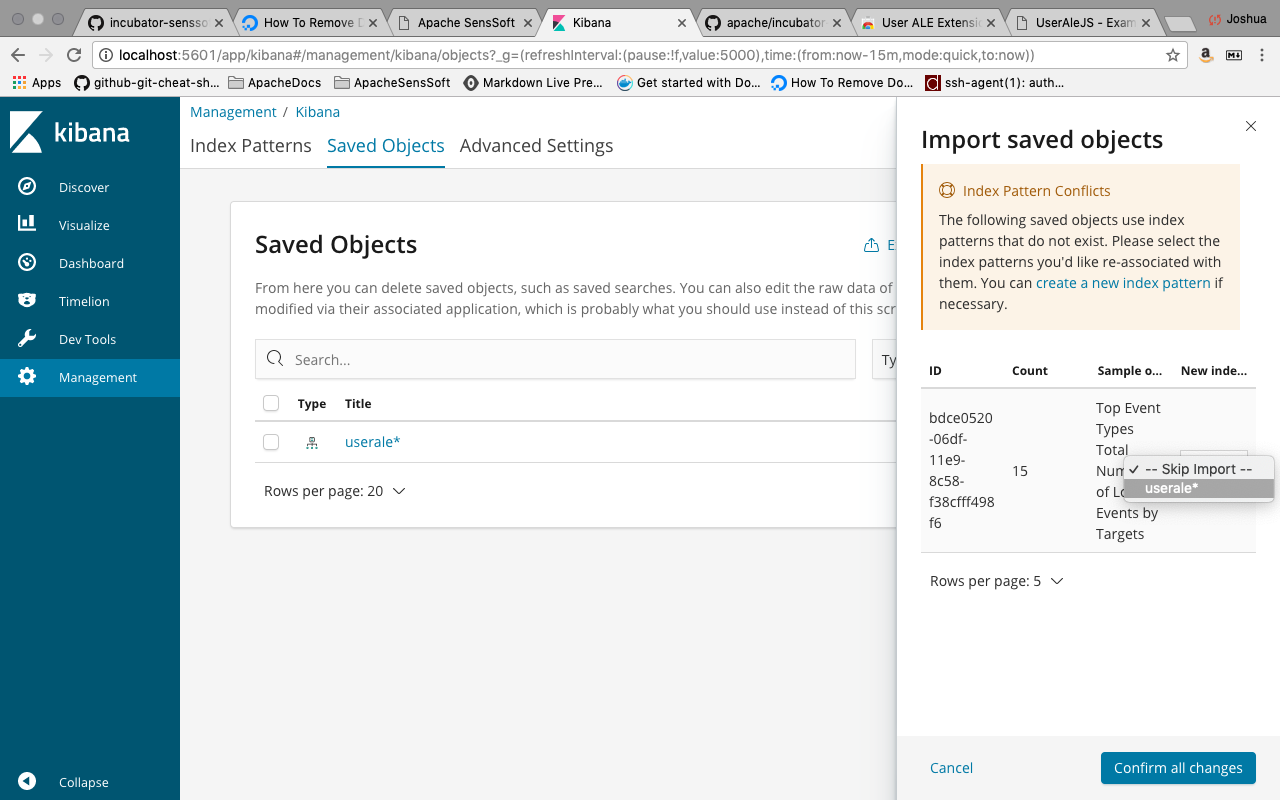 incubator-sensso
How To Remove D
Apache SensSoft
Kibana
apache/incubator
User ALE Extensi
UserAleJS - Exam
Joshua
localhost:5601/app/kibana#/management/kibana/objects?_g=(refreshInterval:(pause:!f,value:5000),time:(from:now-15m,mode:quick,to:now))
Apps
github-git-cheat-sh...
ApacheDocs
ApacheSensSoft
Markdown Live Pre...
Get started with Do...
How To Remove Do...
ssh-agent(1): auth...
kibana
Discover
Visualize
Dashboard
Timelion
Dev Tools
Management
Collapse
Management / Kibana
Index Patterns
Saved Objects
Advanced Settings
Saved Objects
E
From here you can delete saved objects, such as saved searches. You can also edit the raw data of
modified via their associated application, which is probably what you should use instead of this scr
Search...
Ty
Type
Title
userale*
Rows per page: 20
Import saved objects
Index Pattern Conflicts
The following saved objects use index
patterns that do not exist. Please select the
index patterns you'd like re-associated with
them. You can create a new index pattern if
necessary.
ID
Count
Sample o...
New inde...
bdce0520
-06df-
11e9-
8c58-
f38cfff498
f6
15
Top Event
Types
Total
Num
of Lo
Events by
Targets
✓ -- Skip Import --
userale*
Rows per page: 5
Cancel
Confirm all changes